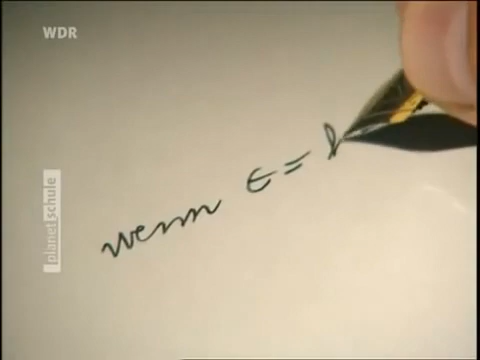 WDR
planet schule
wenn ϵ = h